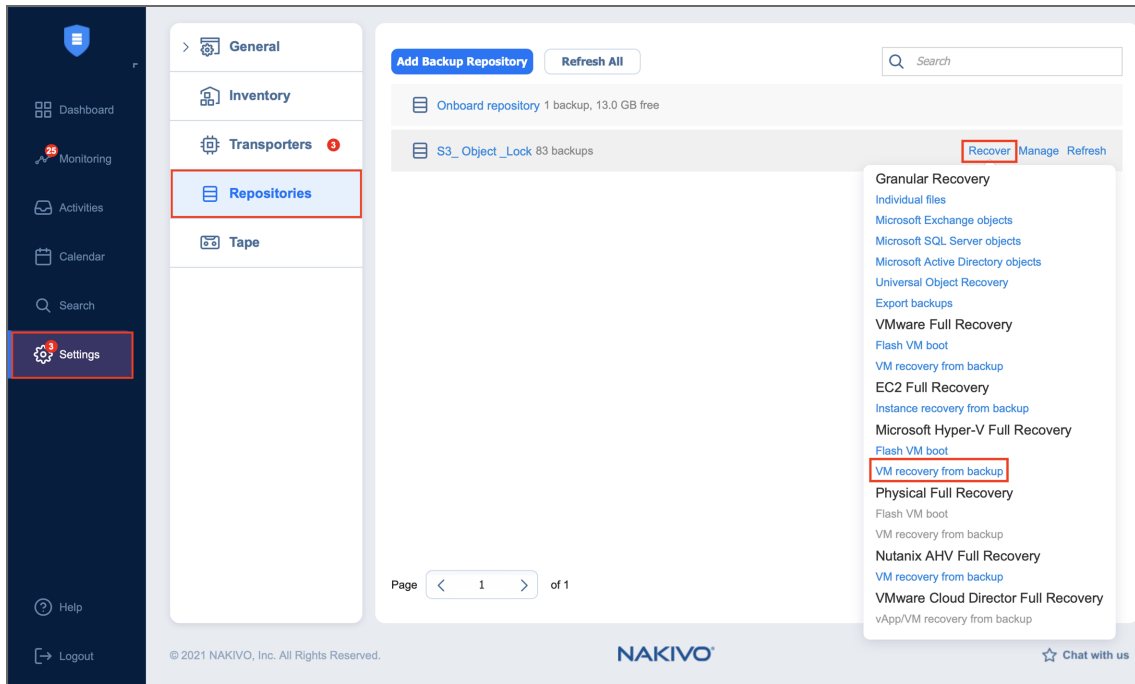 Dashboard
25
Monitoring
Activities
Calendar
Search
3
Settings
Help
Logout
General
Inventory
Transporters 3
Repositories
Tape
Add Backup Repository
Refresh All
Search
Onboard repository 1 backup, 13.0 GB free
S3_ Object _Lock 83 backups
Recover Manage Refresh
Granular Recovery
Individual files
Microsoft Exchange objects
Microsoft SQL Server objects
Microsoft Active Directory objects
Universal Object Recovery
Export backups
VMware Full Recovery
Flash VM boot
VM recovery from backup
EC2 Full Recovery
Instance recovery from backup
Microsoft Hyper-V Full Recovery
Flash VM boot
VM recovery from backup
Physical Full Recovery
Flash VM boot
VM recovery from backup
Nutanix AHV Full Recovery
VM recovery from backup
VMware Cloud Director Full Recovery
vApp/VM recovery from backup
Page 1 of 1
© 2021 NAKIVO, Inc. All Rights Reserved.
NAKIVO®
Chat with us